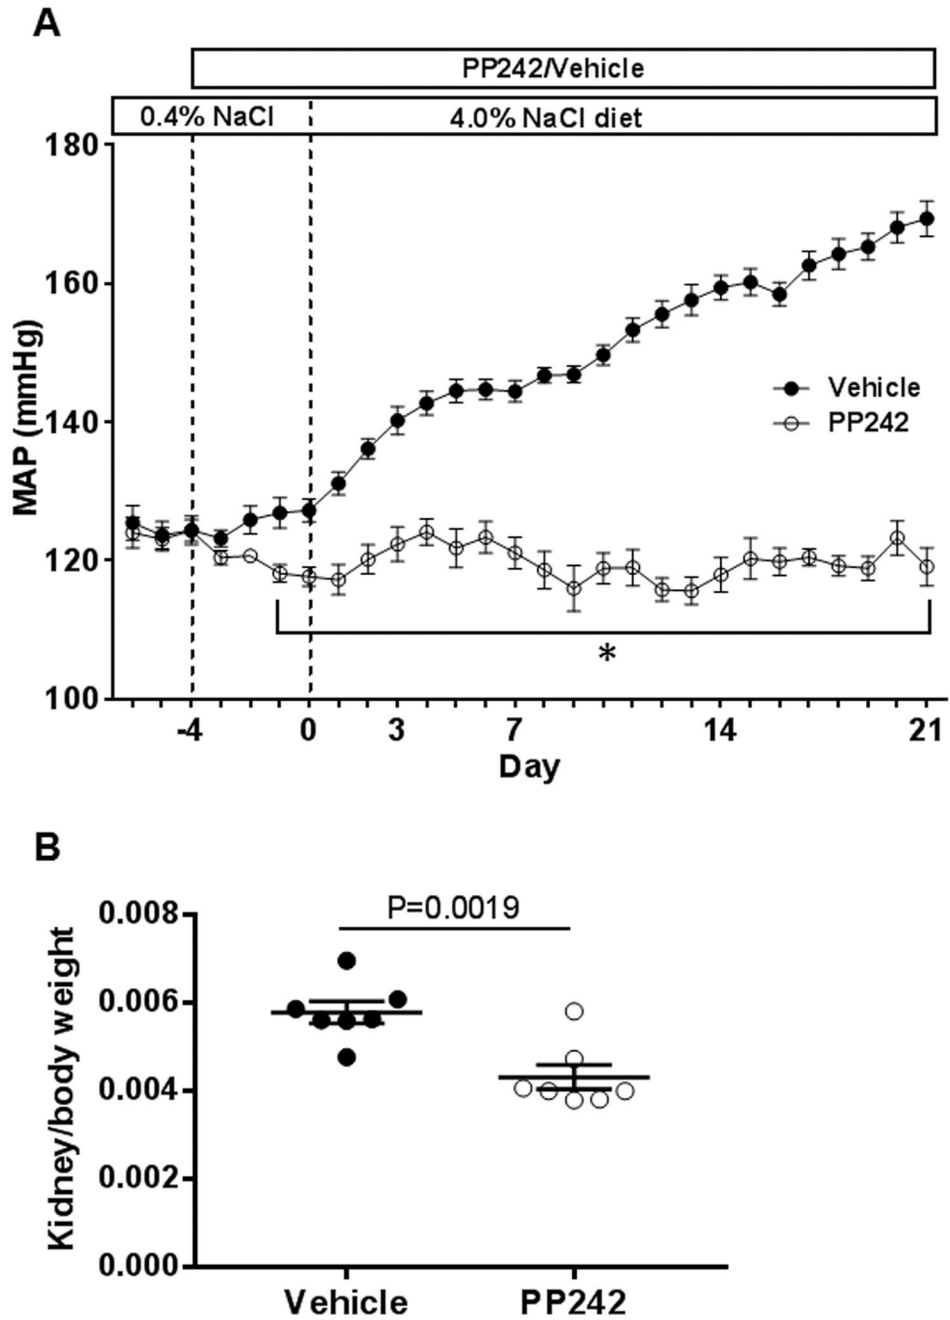 A
PP242/Vehicle
0.4% NaCl
4.0% NaCl diet
180
160
140
120
100
MAP (mmHg)
Vehicle
PP242
*
-4 0 3 7 14 21
Day
B
P=0.0019
0.008
0.006
0.004
0.002
0.000
Kidney/body weight
Vehicle PP242